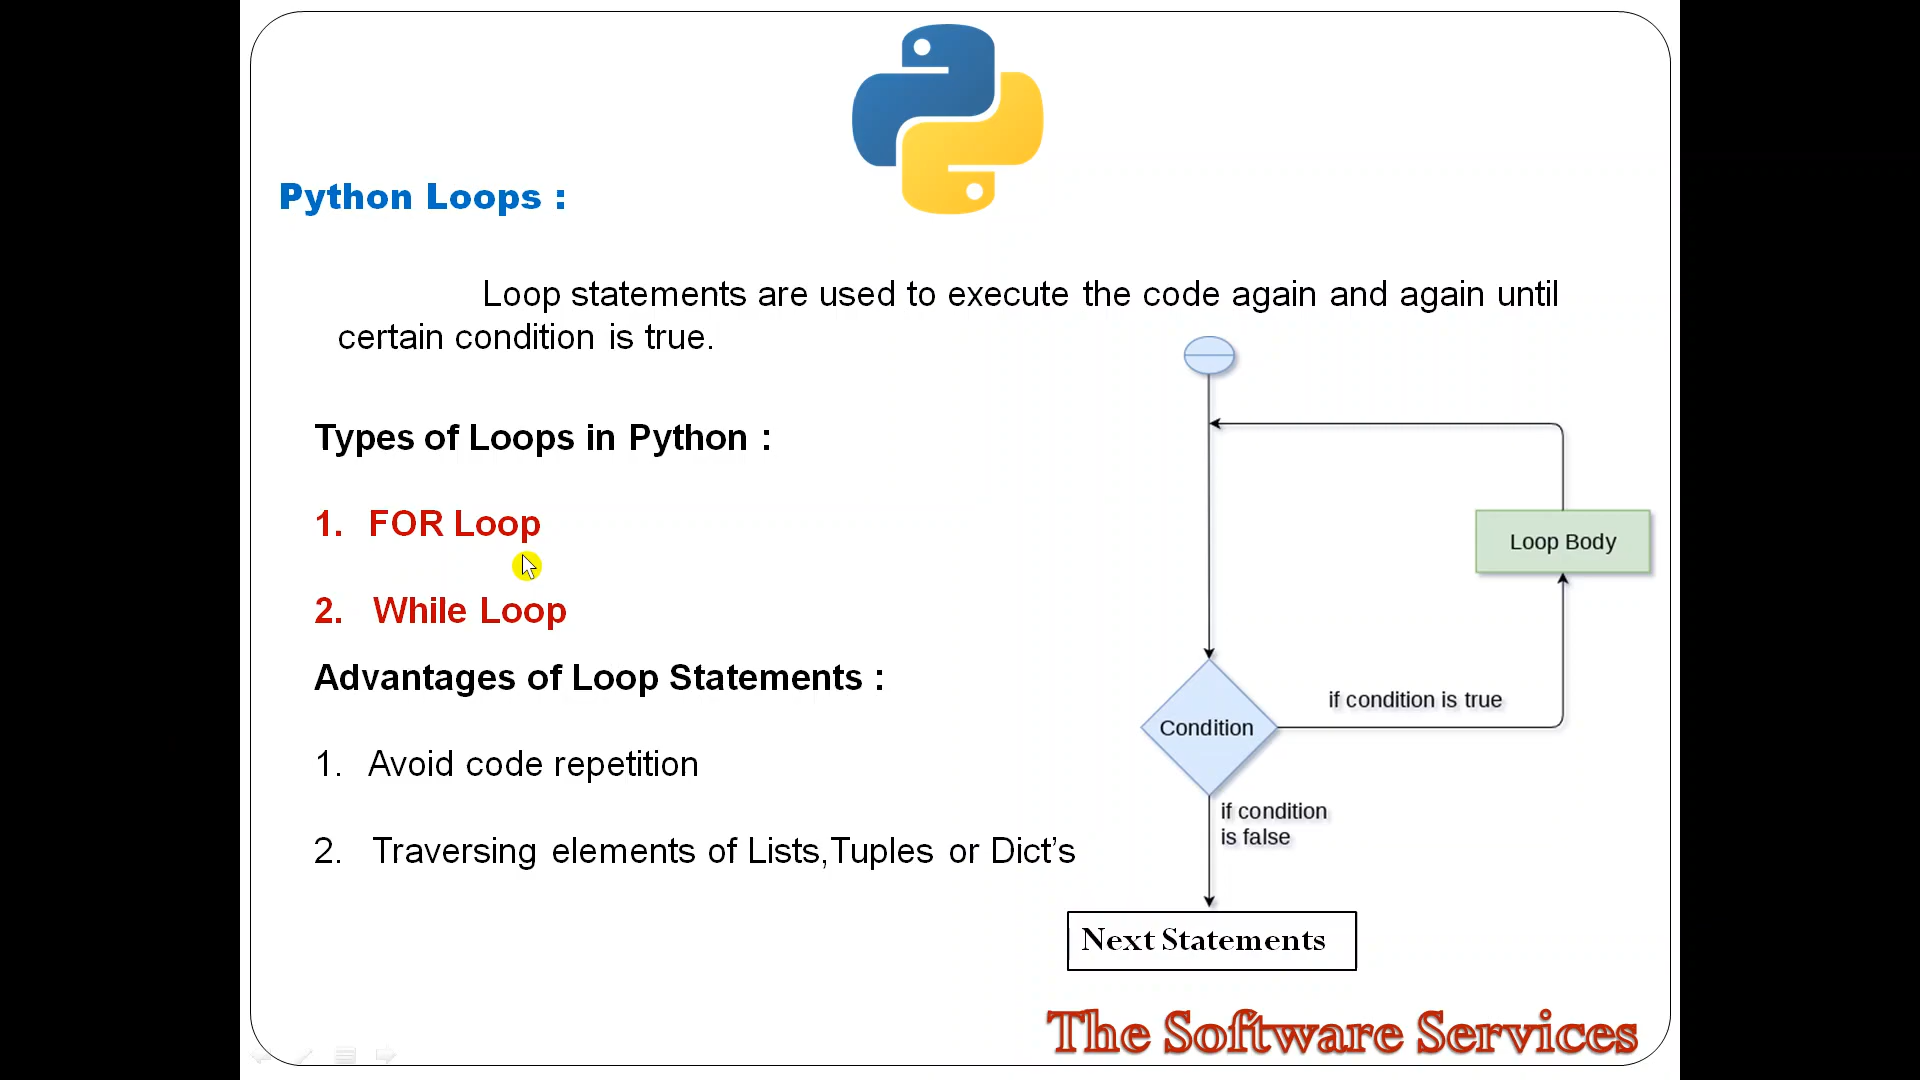 Python Loops :
Loop statements are used to execute the code again and again until
certain condition is true.
Types of Loops in Python :
1. FOR Loop
2. While Loop
Advantages of Loop Statements :
1. Avoid code repetition
2. Traversing elements of Lists,Tuples or Dict’s
Loop Body
if condition is true
Condition
if condition
is false
Next Statements
The Software Services